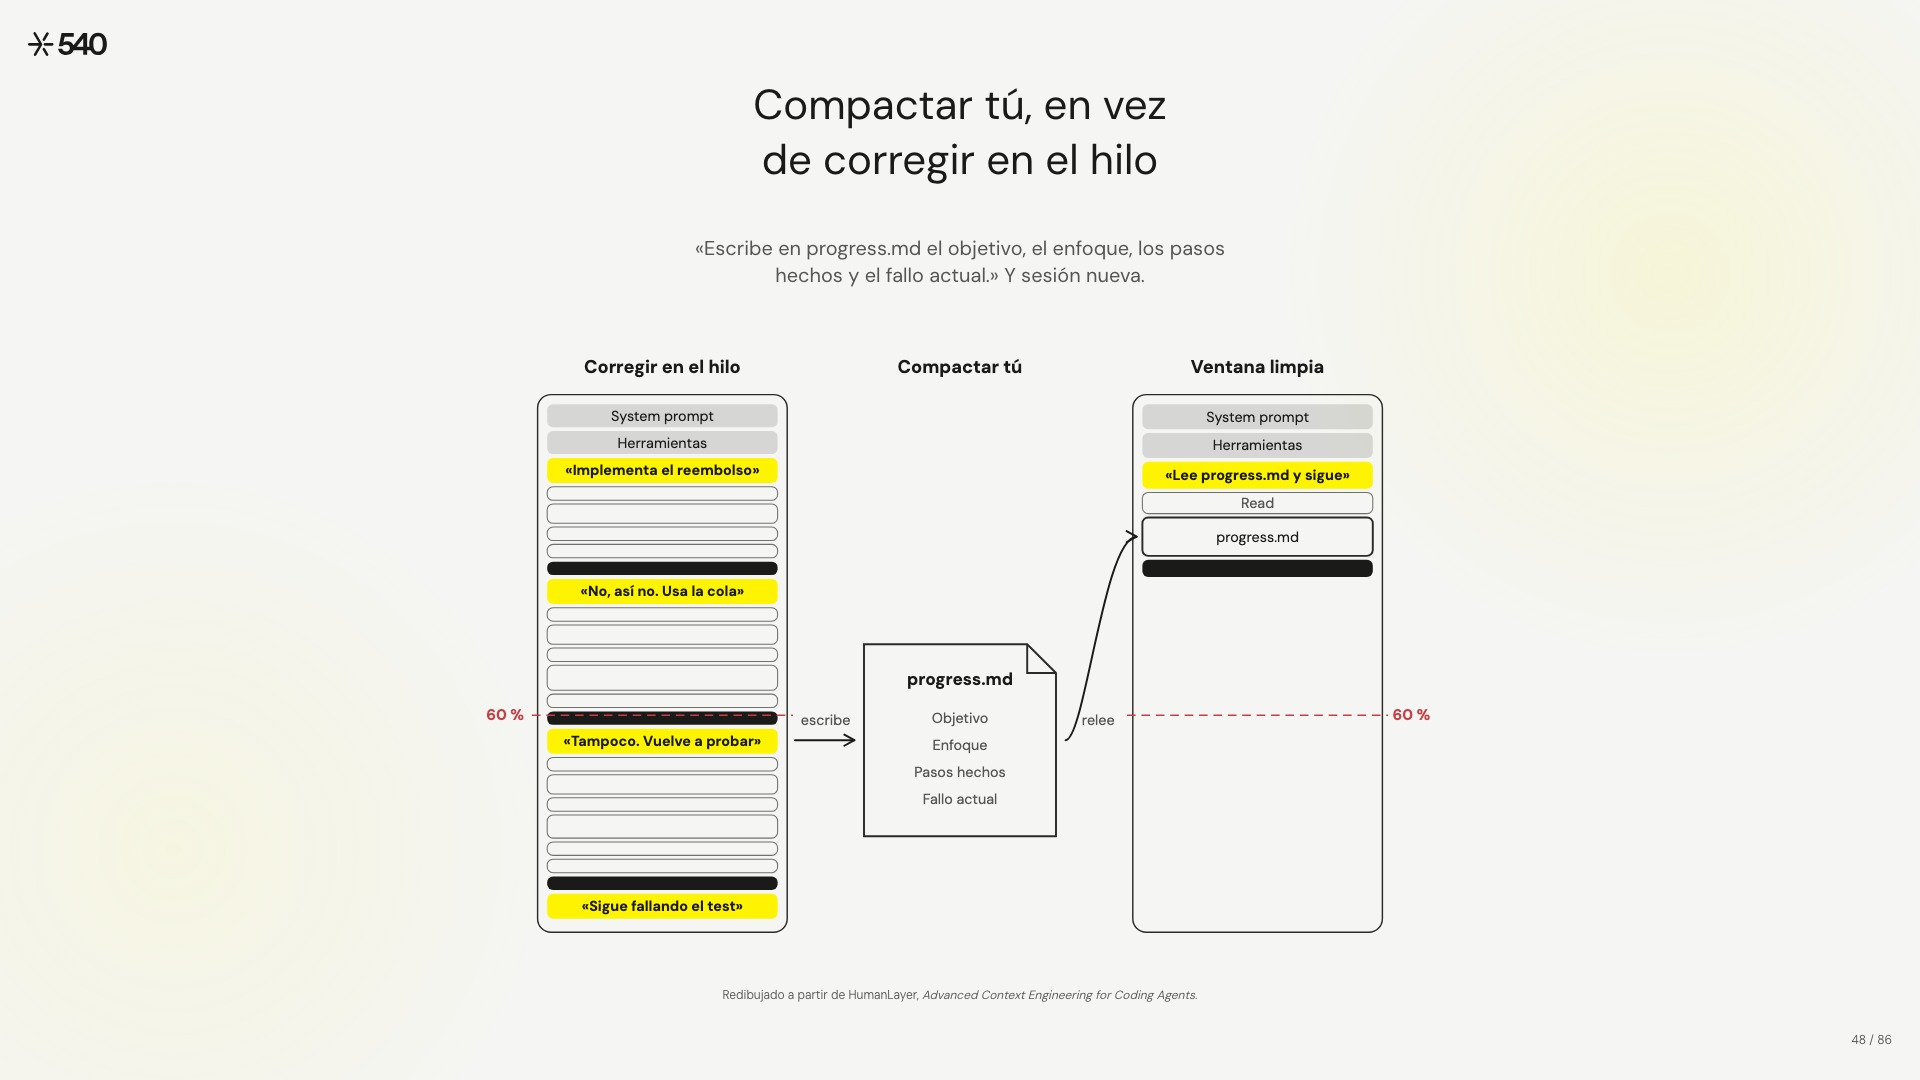 540
Compactar tú, en vez
de corregir en el hilo
«Escribe en progress.md el objetivo, el enfoque, los pasos
hechos y el fallo actual.» Y sesión nueva.
Corregir en el hilo
System prompt
Herramientas
«Implementa el reembolso»
«No, así no. Usa la cola»
60 %
«Tampoco. Vuelve a probar»
«Sigue fallando el test»
Compactar tú
escribe
progress.md
Objetivo
Enfoque
Pasos hechos
Fallo actual
relee
Ventana limpia
System prompt
Herramientas
«Lee progress.md y sigue»
Read
progress.md
60 %
Redibujado a partir de HumanLayer, Advanced Context Engineering for Coding Agents.
48 / 86